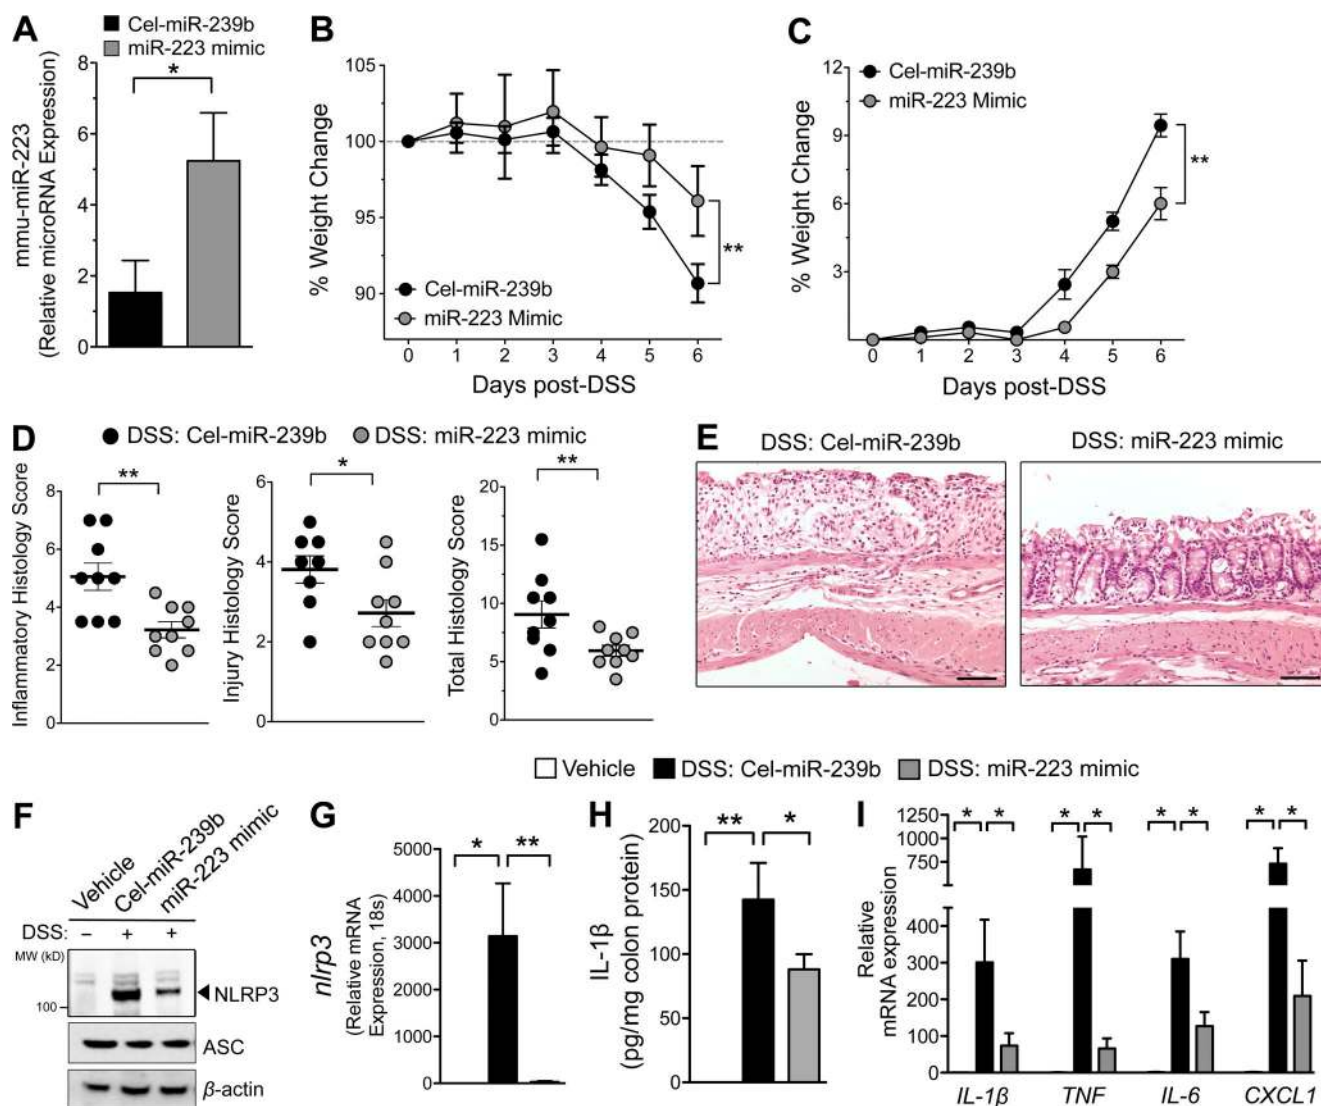 A
Cel-miR-239b
miR-223 mimic
mmu-miR-223
(Relative microRNA Expression)
8
6
4
2
0
*
B
% Weight Change
105
100
95
90
**
Cel-miR-239b
miR-223 Mimic
0 1 2 3 4 5 6
Days post-DSS
C
% Weight Change
12
9
6
3
Cel-miR-239b
miR-223 Mimic
**
0 1 2 3 4 5 6
Days post-DSS
D
DSS: Cel-miR-239b DSS: miR-223 mimic
Inflammatory Histology Score
8
6
4
2
0
**
Injury Histology Score
6
4
2
0
*
Total Histology Score
20
15
10
5
0
**
E
DSS: Cel-miR-239b DSS: miR-223 mimic
Vehicle DSS: Cel-miR-239b DSS: miR-223 mimic
F
Vehicle
Cel-miR-239b
miR-223 mimic
DSS: – + +
MW (kD)
100
NLRP3
ASC
β-actin
G
nlrp3
(Relative mRNA
Expression, 18s)
5000
4000
3000
2000
1000
0
* **
H
IL-1β
(pg/mg colon protein)
200
150
100
50
0
** *
I
Relative
mRNA expression
1250
1000
750
500
300
200
100
0
* * * * * * * *
IL-1β TNF IL-6 CXCL1